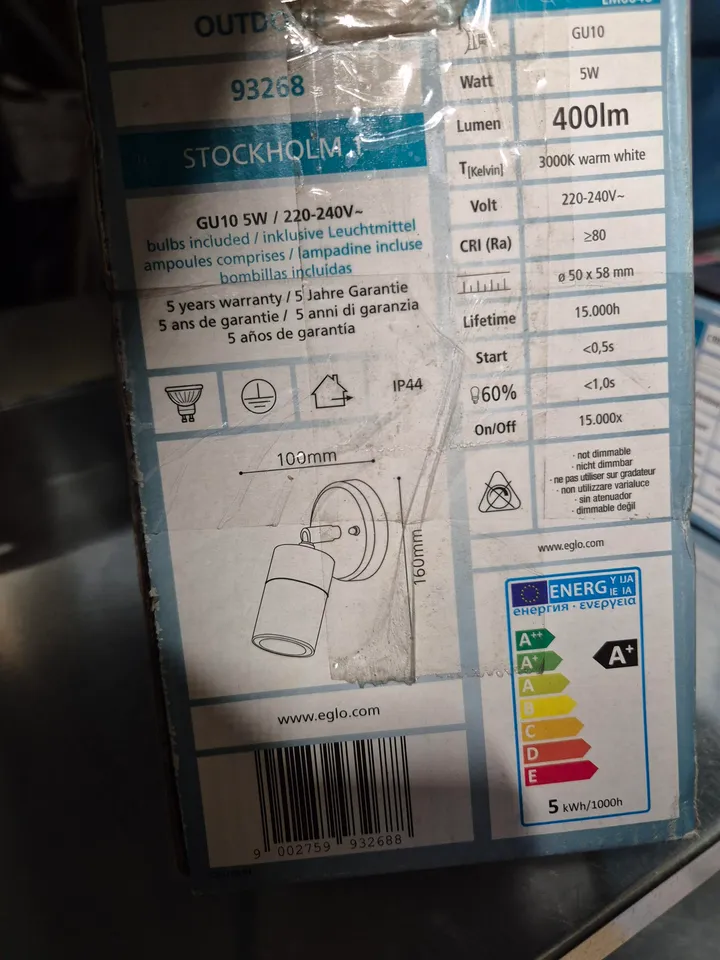 OUTDO
93268
STOCKHOLM 1
GU10 5W / 220-240V~
bulbs included / inklusive Leuchtmittel
ampoules comprises / lampadine incluse
bombillas incluidas
5 years warranty / 5 Jahre Garantie
5 ans de garantie / 5 anni di garanzia
5 años de garantía
IP44
100mm
160mm
www.eglo.com
9 002759 932688
GU10
Watt 5W
Lumen 400lm
T[Kelvin] 3000K warm white
Volt 220-240V~
CRI (Ra) ≥80
ø 50 x 58 mm
Lifetime 15.000h
Start <0,5s
60% <1,0s
On/Off 15.000x
· not dimmable
· nicht dimmbar
· ne pas utiliser sur gradateur
· non utilizzare varialuce
· sin atenuador
· dimmable değil
www.eglo.com
ENERG Y IJA
IE IA
енергия · ενεργεια
A++
A+
A
B
C
D
E
A+
5 kWh/1000h